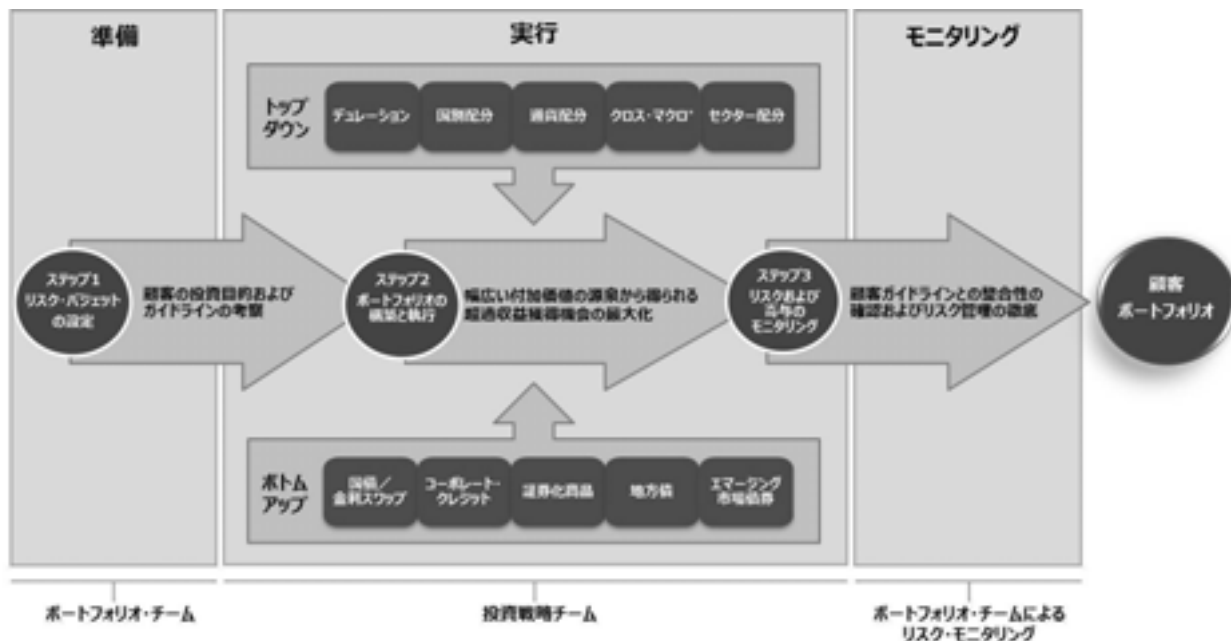 準備
実行
モニタリング
トップ
ダウン
デュレーション
国別配分
通貨配分
クロス・マクロ*
セクター配分
ステップ1
リスク・バジェット
の設定
顧客の投資目的および
ガイドラインの考察
ステップ2
ポートフォリオの
構築と執行
幅広い付加価値の源泉から得られる
超過収益獲得機会の最大化
ステップ3
リスクおよび
寄与の
モニタリング
顧客ガイドラインとの整合性の
確認およびリスク管理の徹底
顧客
ポートフォリオ
ボトム
アップ
国債/
金利スワップ
コーポレート・
クレジット
証券化商品
地方債
エマージング
市場債券
ポートフォリオ・チーム
投資戦略チーム
ポートフォリオ・チームによる
リスク・モニタリング